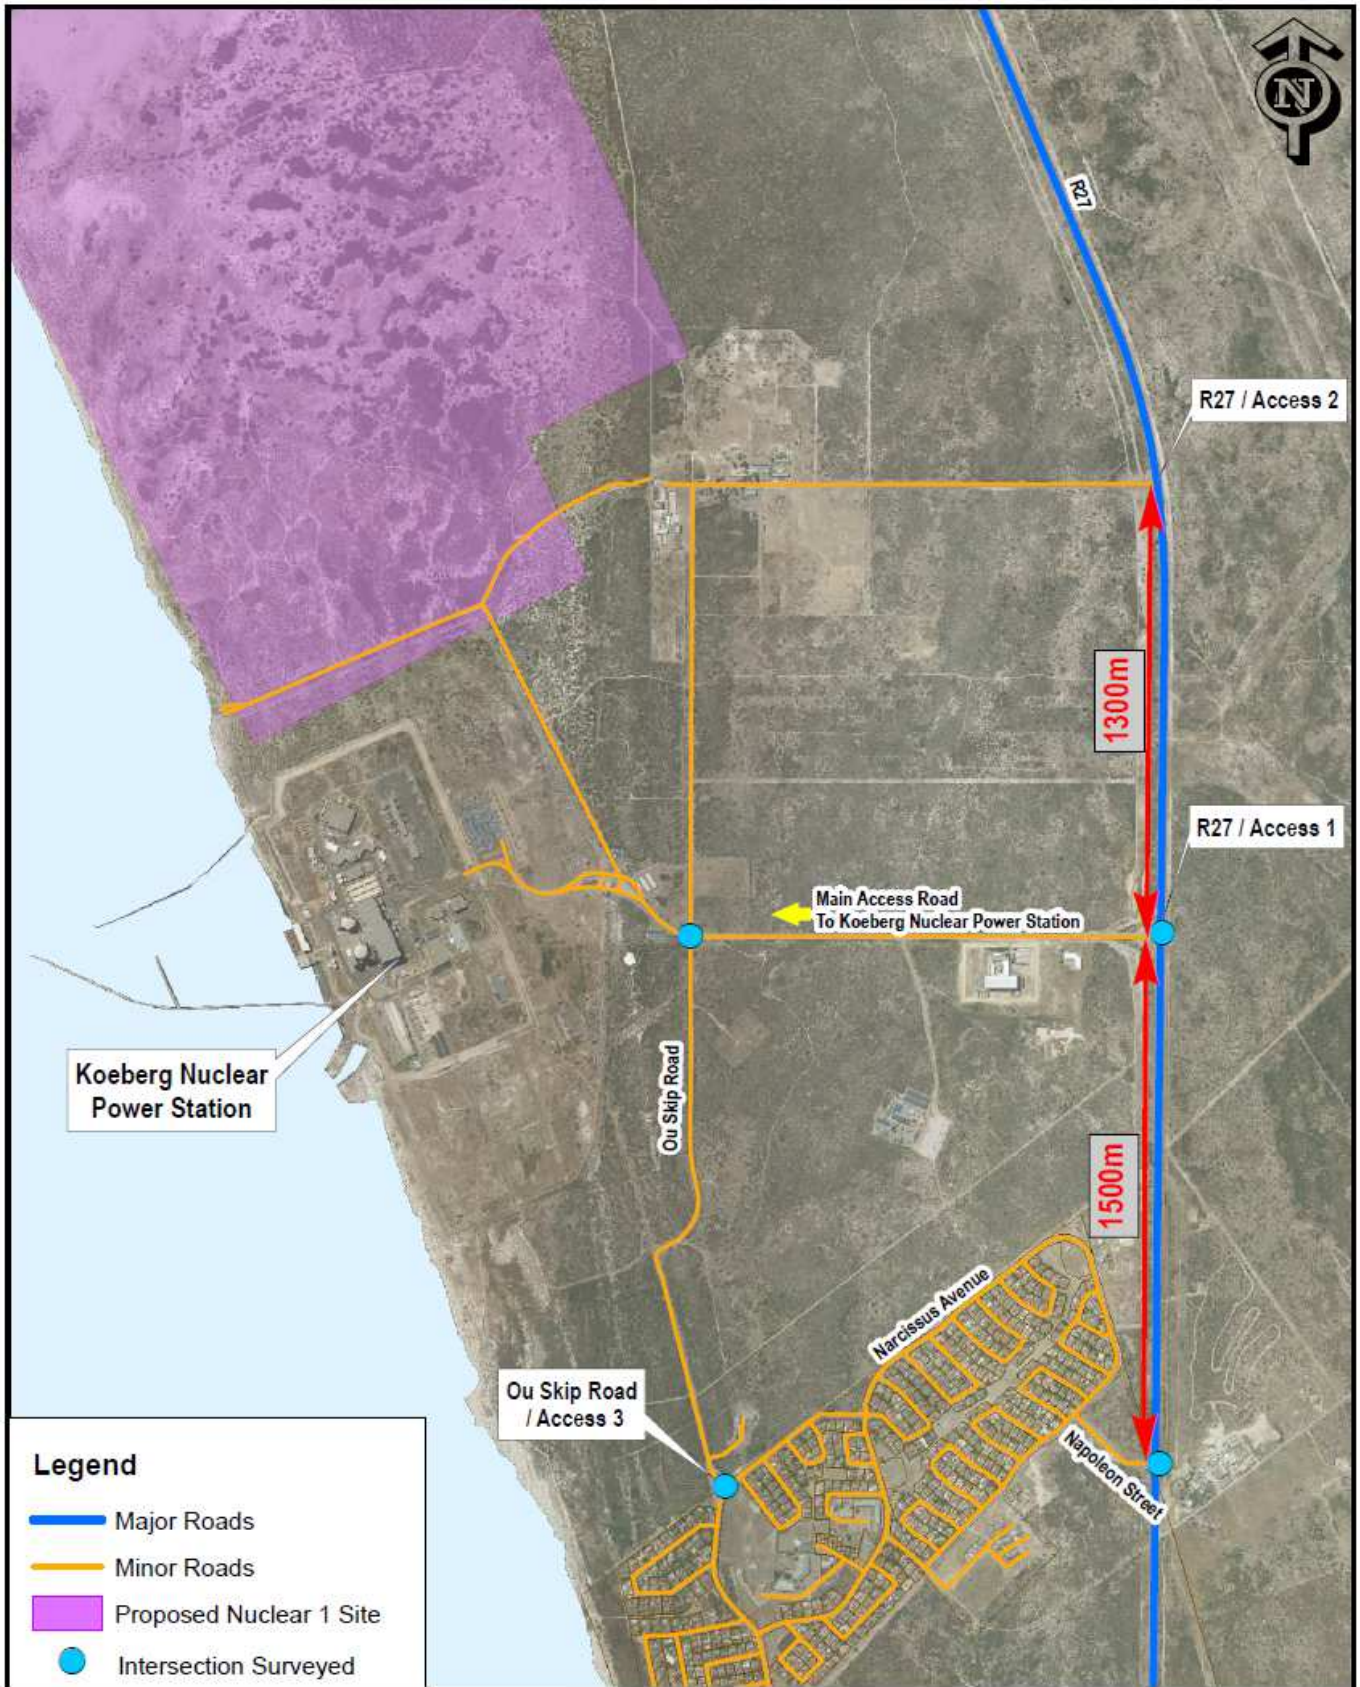 N
R27
R27 / Access 2
1300m
R27 / Access 1
Main Access Road
To Koeberg Nuclear Power Station
Koeberg Nuclear
Power Station
Ou Skip Road
1500m
Narcissus Avenue
Ou Skip Road
/ Access 3
Napoleon Street
Legend
Major Roads
Minor Roads
Proposed Nuclear 1 Site
Intersection Surveyed